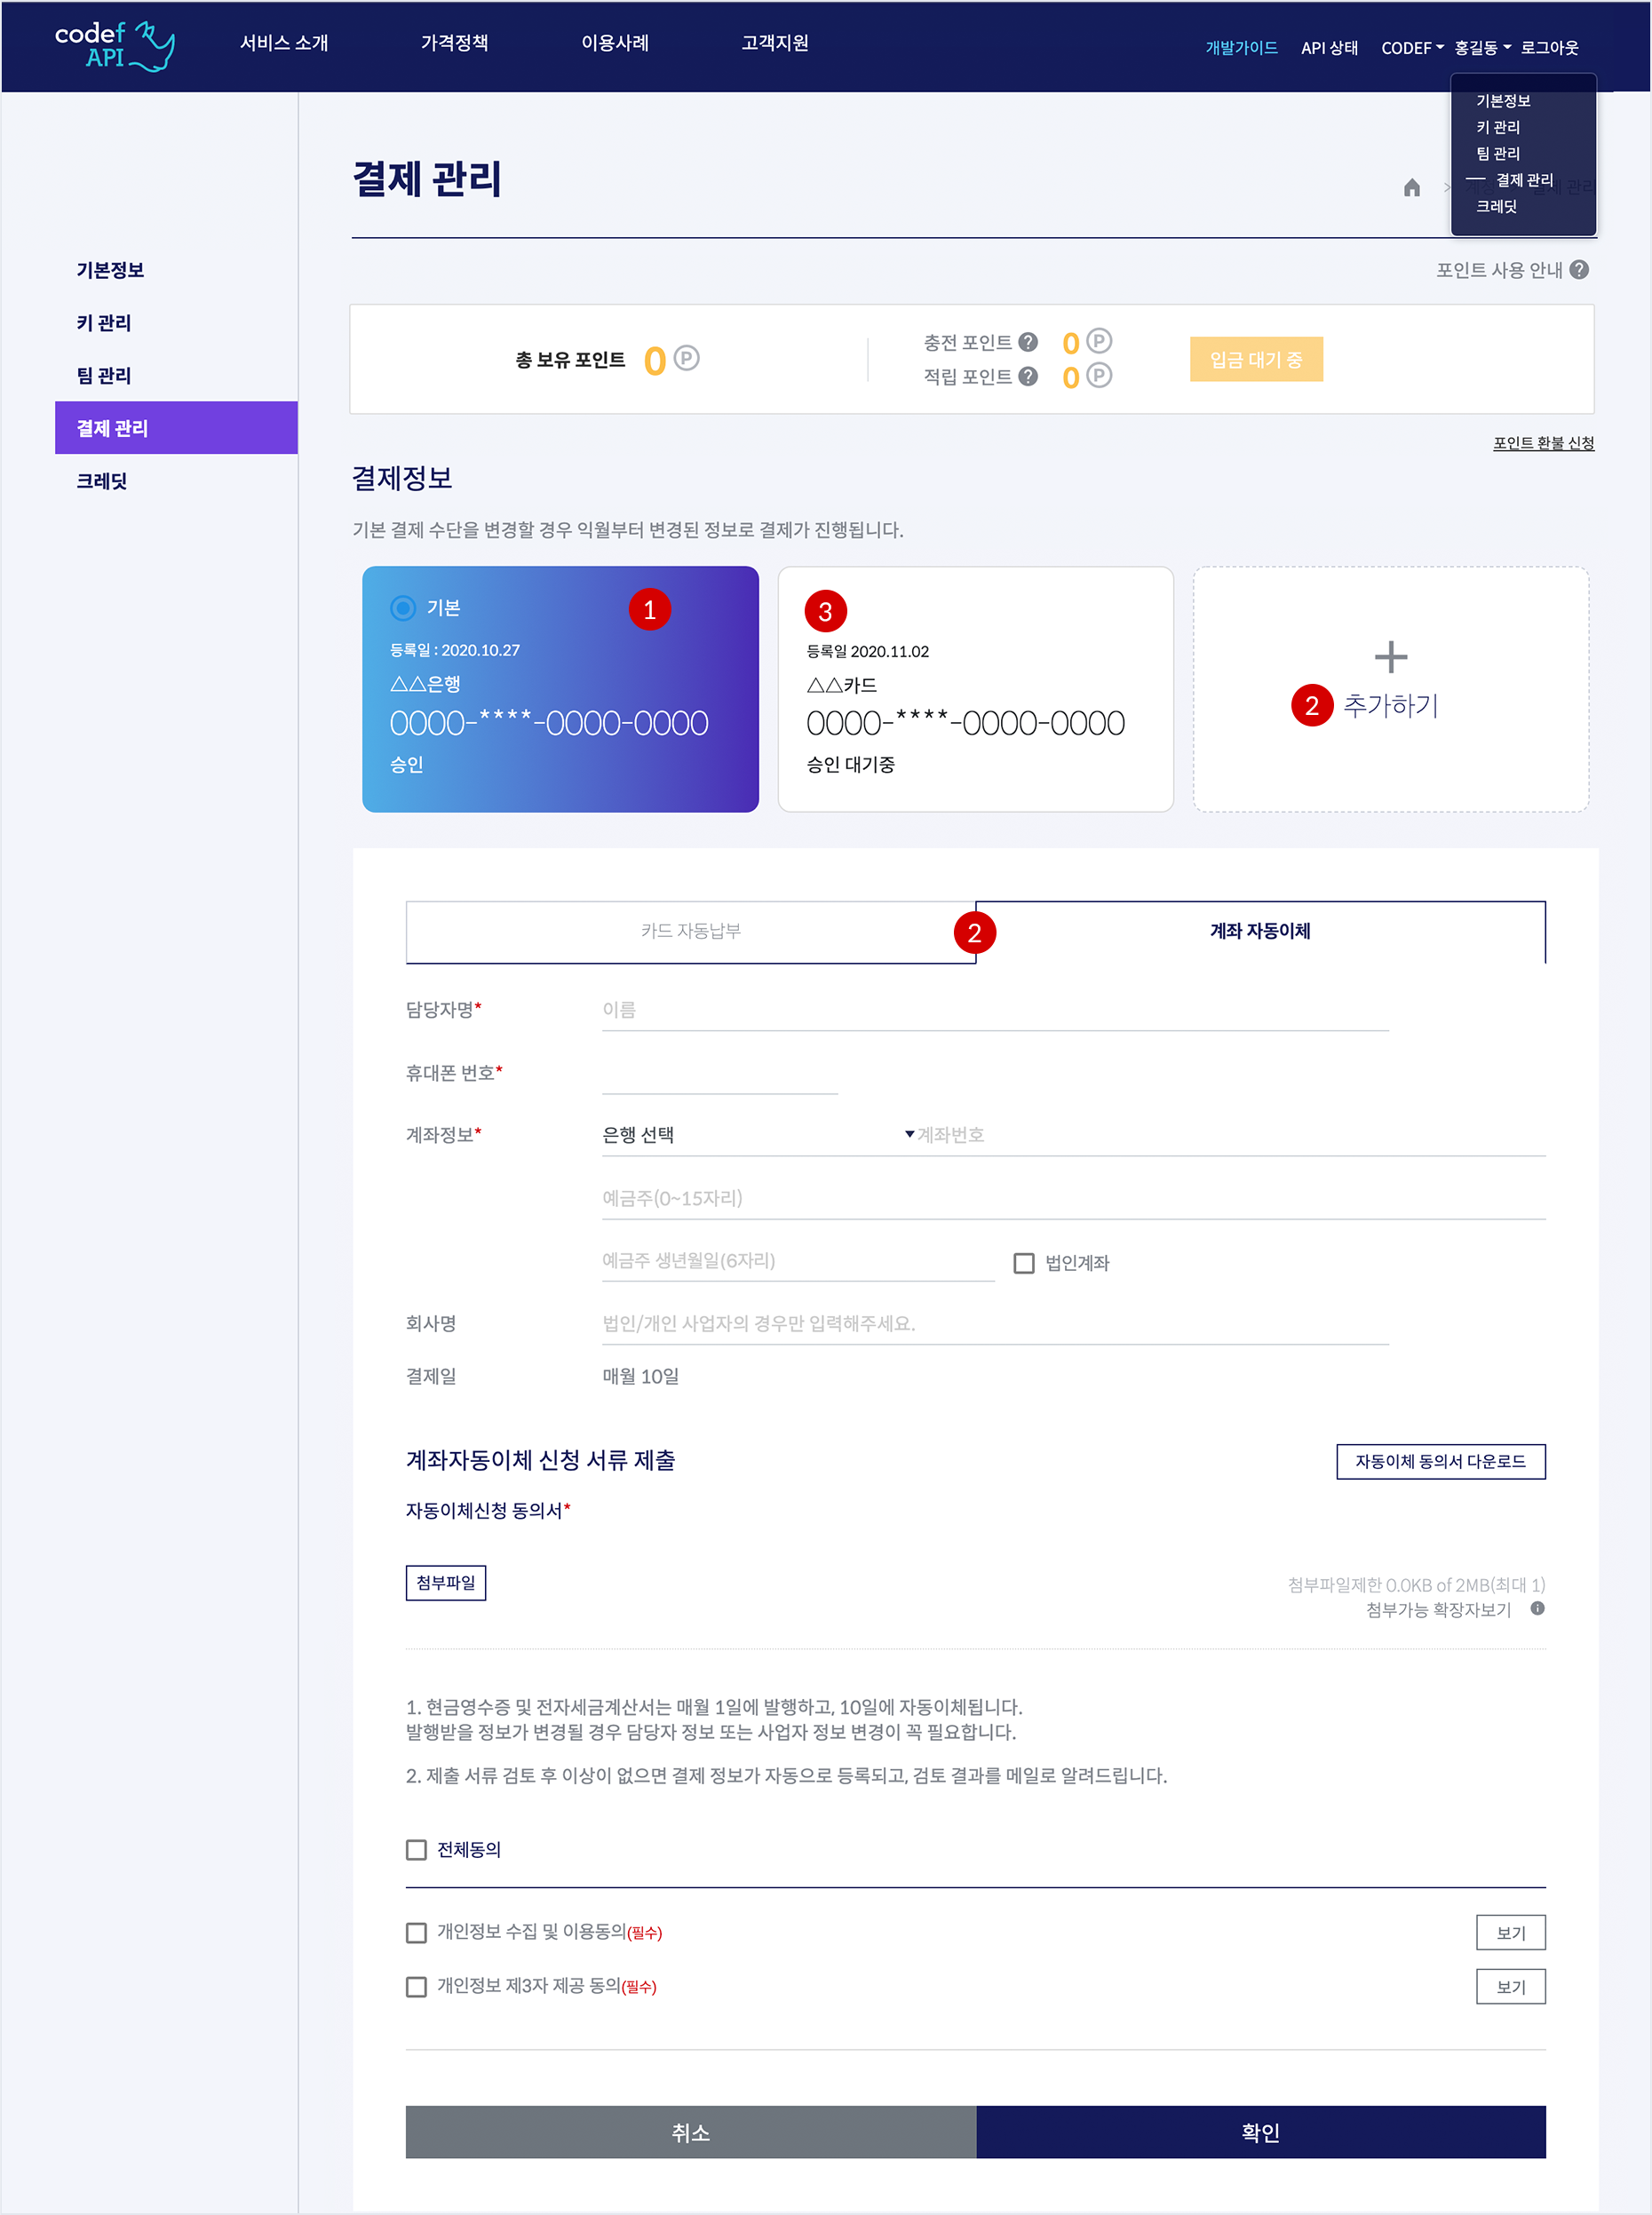 codef API
서비스 소개 가격정책 이용사례 고객지원 개발가이드 API 상태 CODEF 홍길동 로그아웃
기본정보
키 관리
팀 관리
결제 관리
크레딧
결제 관리
> 계정 결제 관리
기본정보
키 관리
팀 관리
결제 관리
크레딧
포인트 사용 안내 ?
총 보유 포인트 0 P
충전 포인트 ? 0 P
적립 포인트 ? 0 P
입금 대기 중
포인트 환불 신청
결제정보
기본 결제 수단을 변경할 경우 익월부터 변경된 정보로 결제가 진행됩니다.
기본 1
등록일 : 2020.10.27
△△은행
0000-****-0000-0000
승인
3
등록일 2020.11.02
△△카드
0000-****-0000-0000
승인 대기중
+
2 추가하기
카드 자동납부 2 계좌 자동이체
담당자명* 이름
휴대폰 번호*
계좌정보* 은행 선택 계좌번호
예금주(0~15자리)
예금주 생년월일(6자리) 법인계좌
회사명 법인/개인 사업자의 경우만 입력해주세요.
결제일 매월 10일
계좌자동이체 신청 서류 제출 자동이체 동의서 다운로드
자동이체신청 동의서*
첨부파일 첨부파일제한 0.0KB of 2MB(최대 1)
첨부가능 확장자보기
1. 현금영수증 및 전자세금계산서는 매월 1일에 발행하고, 10일에 자동이체됩니다.
발행받을 정보가 변경될 경우 담당자 정보 또는 사업자 정보 변경이 꼭 필요합니다.
2. 제출 서류 검토 후 이상이 없으면 결제 정보가 자동으로 등록되고, 검토 결과를 메일로 알려드립니다.
전체동의
개인정보 수집 및 이용동의(필수) 보기
개인정보 제3자 제공 동의(필수) 보기
취소 확인